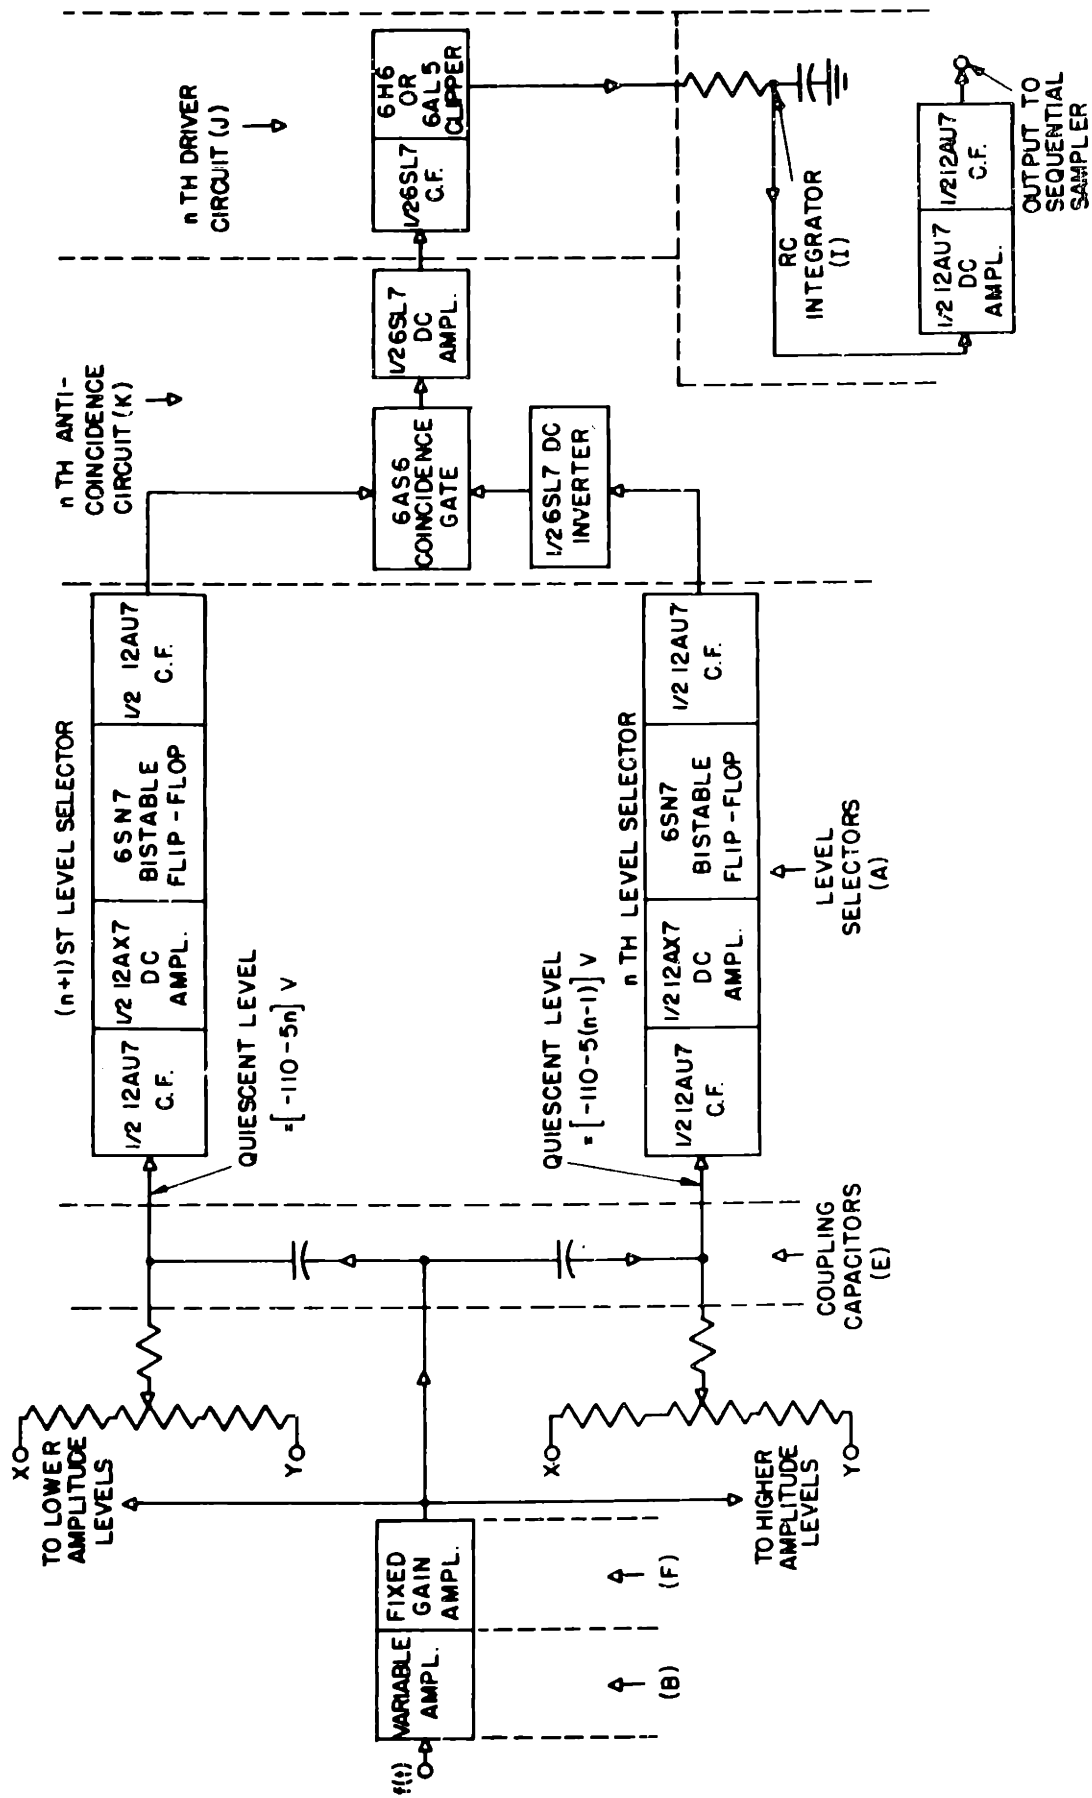 f(t)
VARIABLE
AMPL.
FIXED
GAIN
AMPL.
(B)
(F)
TO LOWER
AMPLITUDE
LEVELS
X
Y
TO HIGHER
AMPLITUDE
LEVELS
X
Y
COUPLING
CAPACITORS
(E)
QUIESCENT LEVEL
=[-110-5n] V
QUIESCENT LEVEL
=[-110-5(n-1)] V
(n+1)ST LEVEL SELECTOR
1/2 12AU7
C.F.
1/2 12AX7
DC
AMPL.
6SN7
BISTABLE
FLIP-FLOP
1/2 12AU7
C.F.
n TH LEVEL SELECTOR
1/2 12AU7
C.F.
1/2 12AX7
DC
AMPL.
6SN7
BISTABLE
FLIP-FLOP
1/2 12AU7
C.F.
LEVEL
SELECTORS
(A)
n TH ANTI-
COINCIDENCE
CIRCUIT (K)
6AS6
COINCIDENCE
GATE
1/2 6SL7 DC
INVERTER
1/2 6SL7
DC
AMPL.
n TH DRIVER
CIRCUIT (J)
1/2 6SL7
C.F.
6H6
OR
6AL5
CLIPPER
RC
INTEGRATOR
(I)
1/2 12AU7
DC
AMPL.
1/2 12AU7
C.F.
OUTPUT TO
SEQUENTIAL
SAMPLER